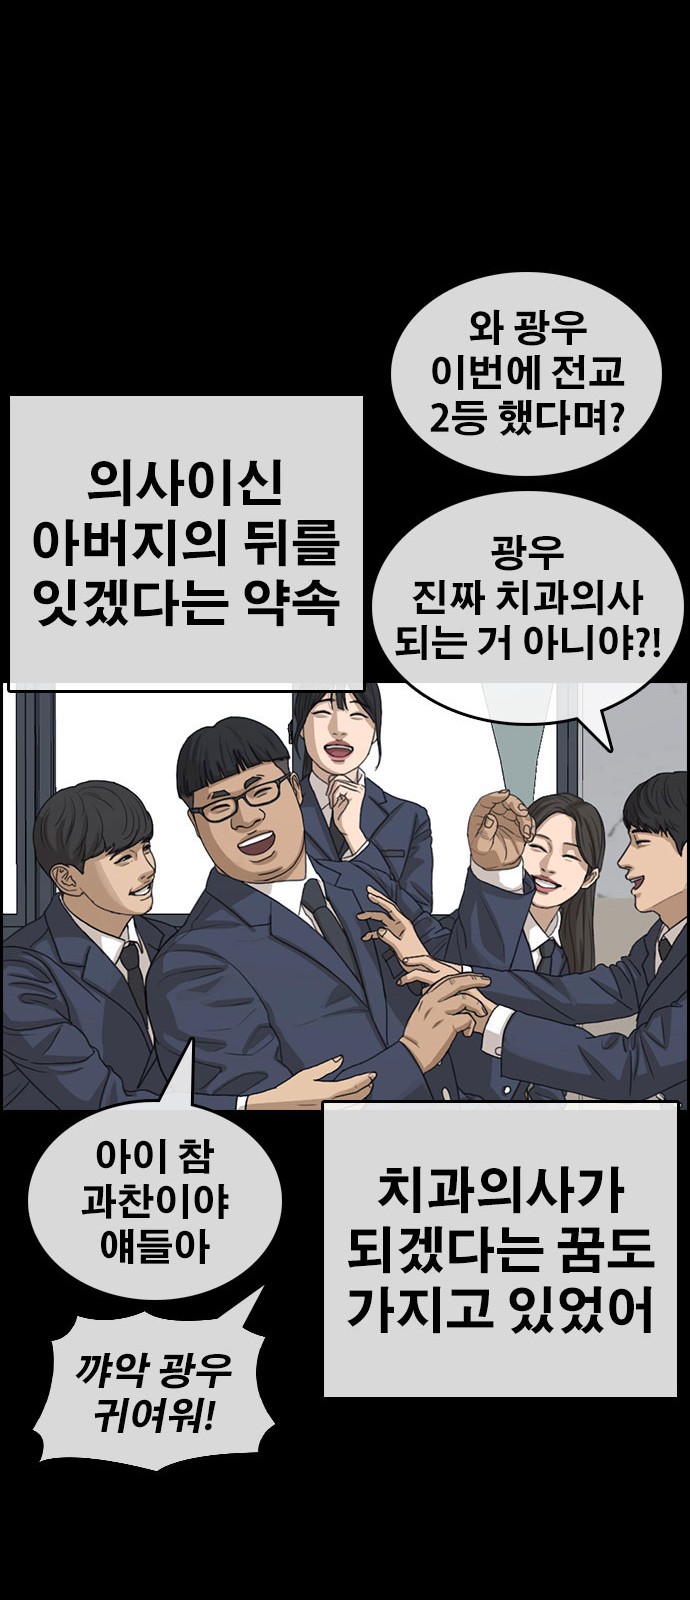 와 광우
이번에 전교
2등 했다며?
의사이신
아버지의 뒤를
잇겠다는 약속
광우
진짜 치과의사
되는 거 아니야?!
아이 참
과찬이야
얘들아
치과의사가
되겠다는 꿈도
가지고 있었어
꺄악 광우
귀여워!